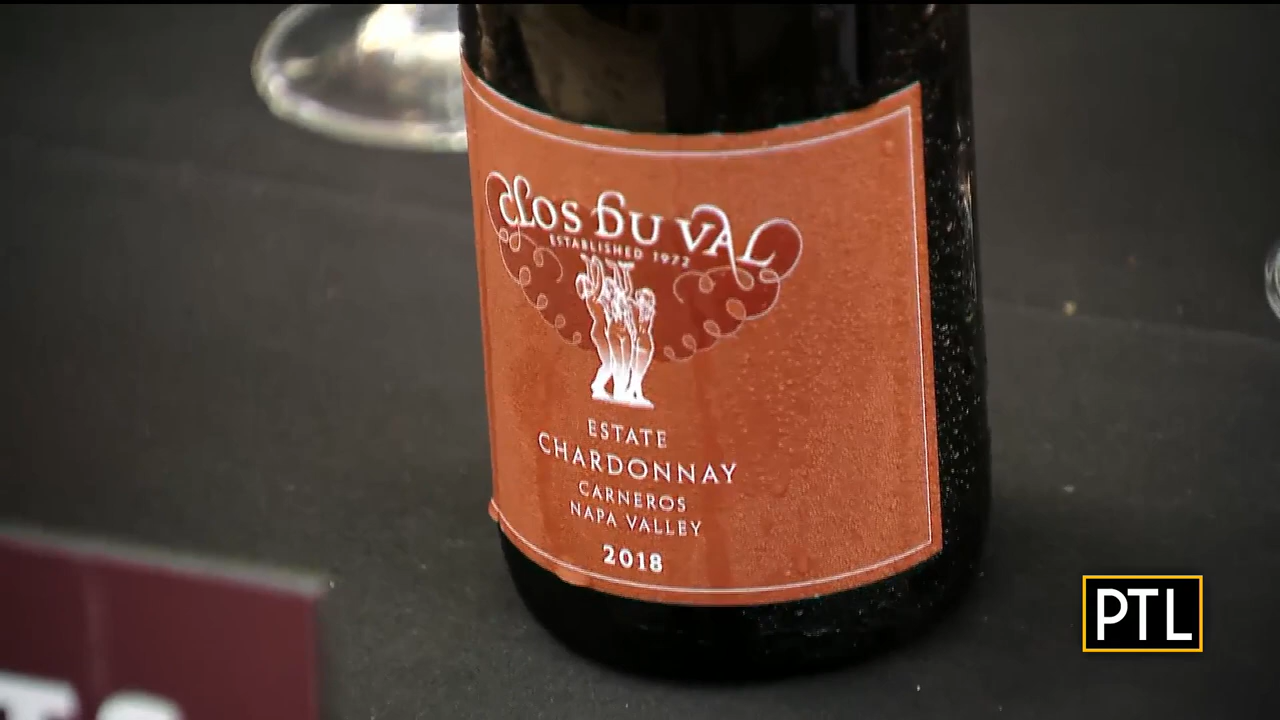 CLOS DU VAL
ESTABLISHED 1972
ESTATE
CHARDONNAY
CARNEROS
NAPA VALLEY
2018
PTL